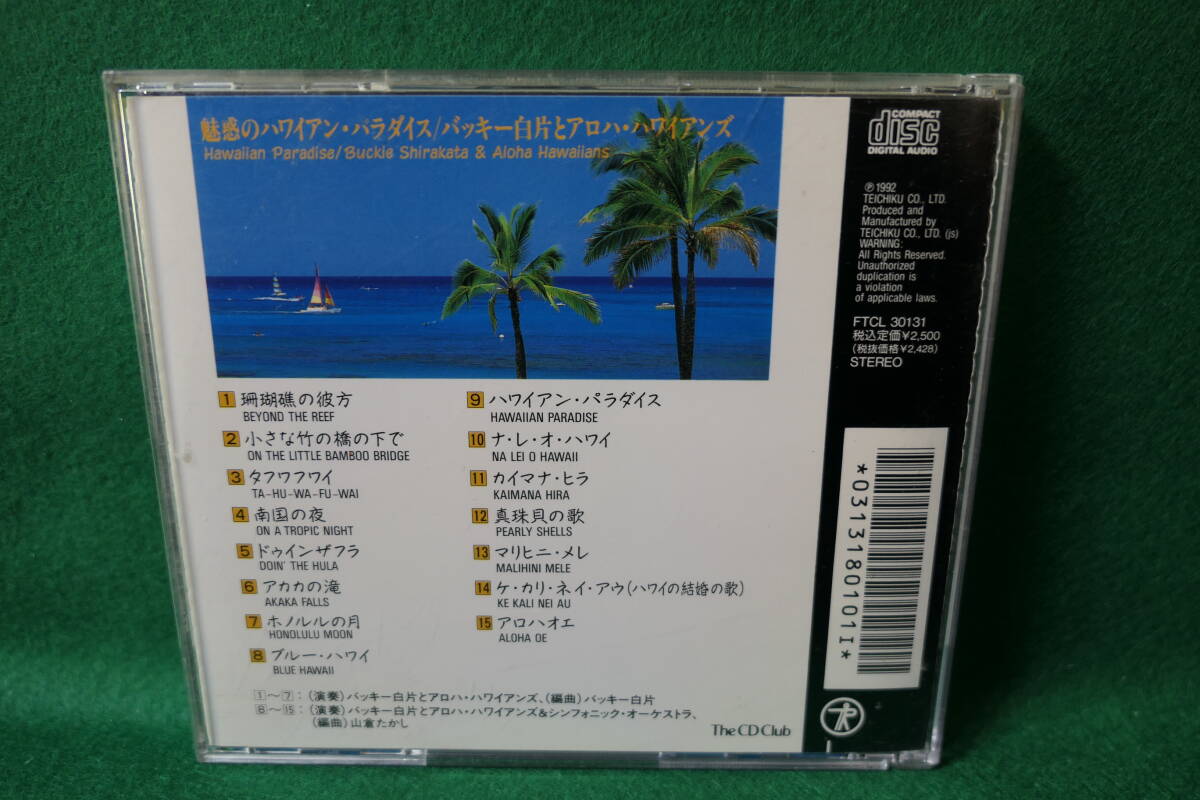 魅惑のハワイアン・パラダイス/バッキー白片とアロハ・ハワイアンズ
Hawaiian Paradise/Buckie Shirakata & Aloha Hawaiians
1 珊瑚礁の彼方
BEYOND THE REEF
2 小さな竹の橋の下で
ON THE LITTLE BAMBOO BRIDGE
3 タフワフワイ
TA-HU-WA-FU-WAI
4 南国の夜
ON A TROPIC NIGHT
5 ドゥインザフラ
DOIN' THE HULA
6 アカカの滝
AKAKA FALLS
7 ホノルルの月
HONOLULU MOON
8 ブルー・ハワイ
BLUE HAWAII
9 ハワイアン・パラダイス
HAWAIIAN PARADISE
10 ナ・レ・オ・ハワイ
NA LEI O HAWAII
11 カイマナ・ヒラ
KAIMANA HIRA
12 真珠貝の歌
PEARLY SHELLS
13 マリヒニ・メレ
MALIHINI MELE
14 ケ・カリ・ネイ・アウ(ハワイの結婚の歌)
KE KALI NEI AU
15 アロハオエ
ALOHA OE
1〜7:(演奏)バッキー白片とアロハ・ハワイアンズ、(編曲)バッキー白片
8〜15:(演奏)バッキー白片とアロハ・ハワイアンズ&シンフォニック・オーケストラ、
(編曲)山倉たかし
The CD Club
COMPACT
disc
DIGITAL AUDIO
Ⓟ1992
TEICHIKU CO., LTD.
Produced and
Manufactured by
TEICHIKU CO., LTD. (js)
WARNING:
All Rights Reserved.
Unauthorized
duplication is
a violation
of applicable laws.
FTCL 30131
税込定価¥2,500
(税抜価格¥2,428)
STEREO
*0313180101I*